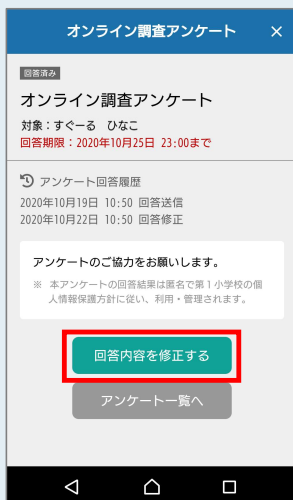 オンライン調査アンケート ×
回答済み
オンライン調査アンケート
対象：すぐーる ひなこ
回答期限：2020年10月25日 23:00まで
アンケート回答履歴
2020年10月19日 10:50 回答送信
2020年10月22日 10:50 回答修正
アンケートのご協力をお願いします。
※ 本アンケートの回答結果は匿名で第１小学校の個
人情報保護方針に従い、利用・管理されます。
回答内容を修正する
アンケート一覧へ